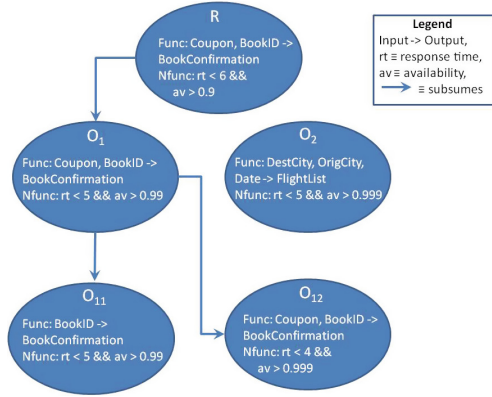 R
Func: Coupon, BookID ->
BookConfirmation
Nfunc: rt < 6 &&
av > 0.9
Legend
Input -> Output,
rt ≡ response time,
av ≡ availability,
≡ subsumes
O1
Func: Coupon, BookID ->
BookConfirmation
Nfunc: rt < 5 && av > 0.99
O2
Func: DestCity, OrigCity,
Date -> FlightList
Nfunc: rt < 5 && av > 0.999
O11
Func: BookID ->
BookConfirmation
Nfunc: rt < 5 && av > 0.99
O12
Func: Coupon, BookID ->
BookConfirmation
Nfunc: rt < 4 &&
av > 0.999